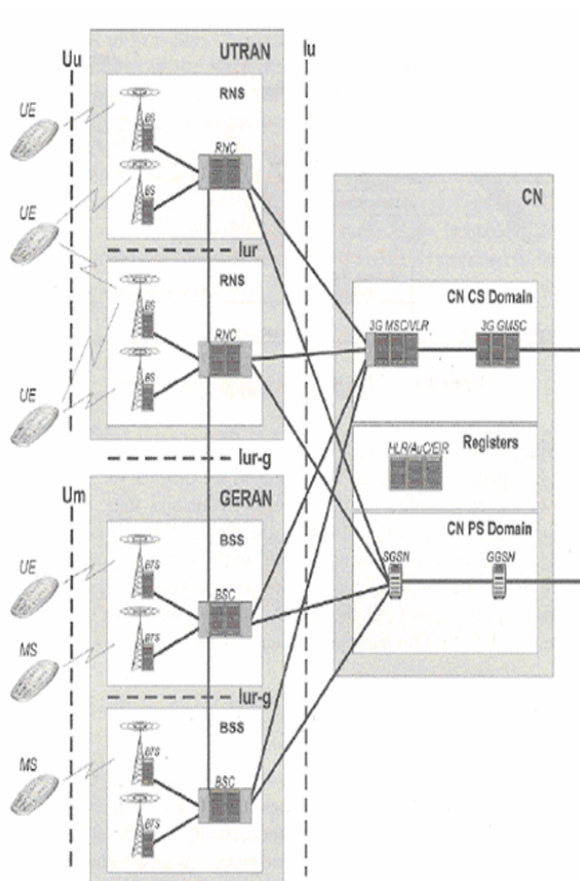 UTRAN
Iu
Uu
RNS
UE
BS
RNC
BS
CN
UE
Iur
RNS
CN CS Domain
BS
3G MSC/VLR
3G GMSC
RNC
BS
UE
HLR/AuC/EIR
Registers
Iur-g
Um
GERAN
CN PS Domain
BSS
SGSN
GGSN
UE
BTS
BSC
BTS
MS
Iur-g
BSS
MS
BTS
BSC
BTS